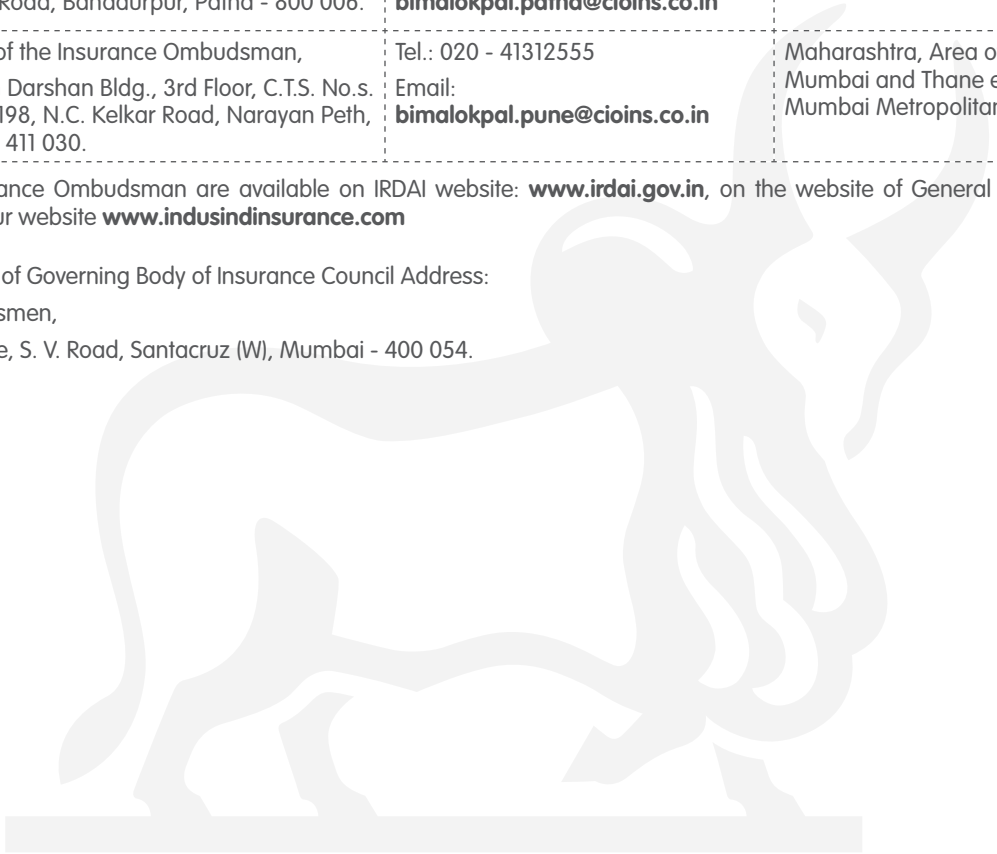 Road, Bahadurpur, Patna - 800 006.
bimalokpal.patna@cioins.co.in
of the Insurance Ombudsman,
Darshan Bldg., 3rd Floor, C.T.S. No.s.
198, N.C. Kelkar Road, Narayan Peth,
411 030.
Tel.: 020 - 41312555
Email:
bimalokpal.pune@cioins.co.in
Maharashtra, Area o
Mumbai and Thane e
Mumbai Metropolitan
ance Ombudsman are available on IRDAI website: www.irdai.gov.in, on the website of General
ur website www.indusindinsurance.com
of Governing Body of Insurance Council Address:
smen,
e, S. V. Road, Santacruz (W), Mumbai - 400 054.